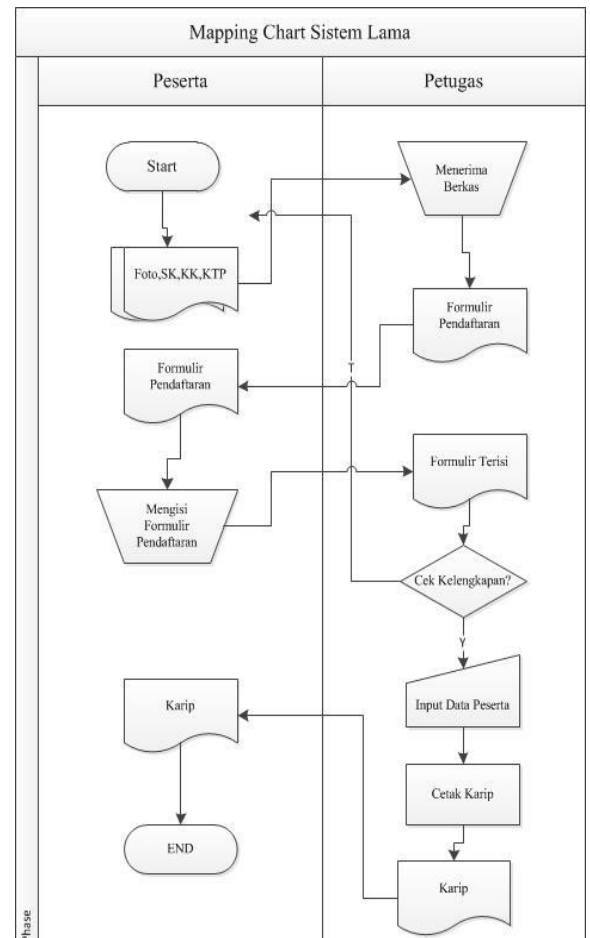 Mapping Chart Sistem Lama
Peserta
Petugas
Start
Menerima
Berkas
Foto,SK,KK,KTP
Formulir
Pendaftaran
Formulir
Pendaftaran
T
Mengisi
Formulir
Pendaftaran
Formulir Terisi
Cek Kelengkapan?
Y
Input Data Peserta
Karip
Cetak Karip
END
Karip
Phase